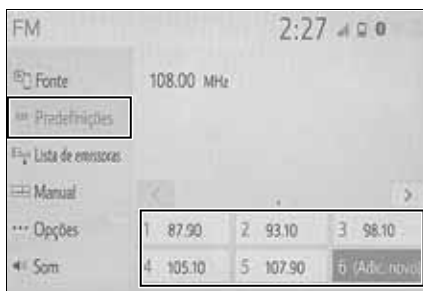 FM 2:27
Fonte
108.00 MHz
Predefinições
Lista de emissoras
Manual
Opções
Som
1 87.90 2 93.10 3 98.10
4 105.10 5 107.90 6 (Adic. novo)